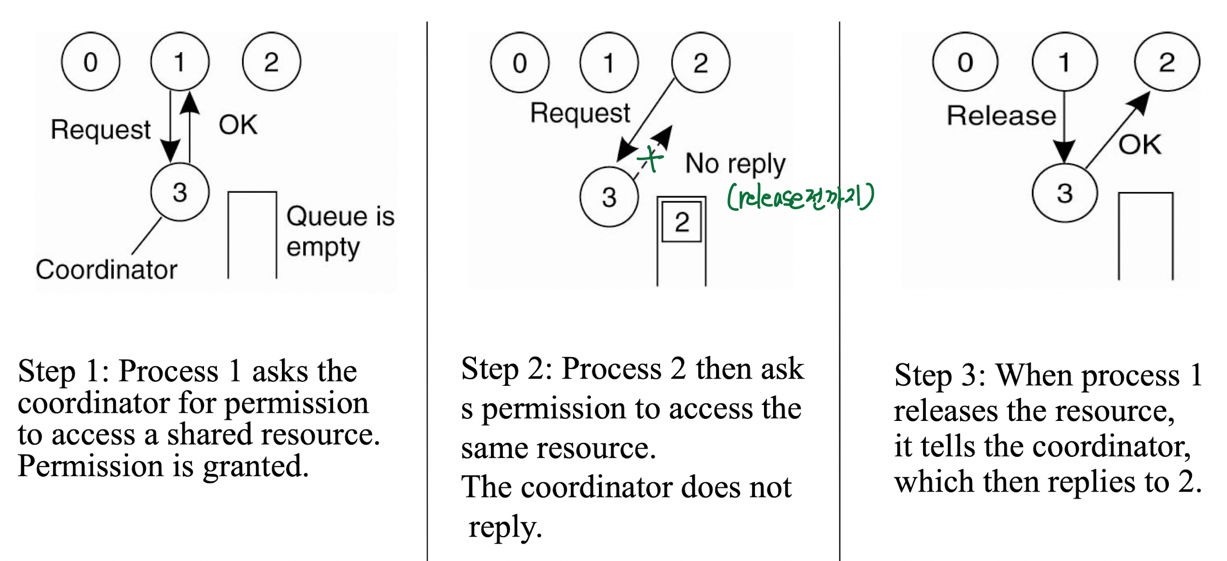 0 1 2
Request
OK
3
Queue is
empty
Coordinator
Step 1: Process 1 asks the
coordinator for permission
to access a shared resource.
Permission is granted.
0 1 2
Request
No reply
(release전까지)
3
2
Step 2: Process 2 then ask
s permission to access the
same resource.
The coordinator does not
reply.
0 1 2
Release
OK
3
Step 3: When process 1
releases the resource,
it tells the coordinator,
which then replies to 2.